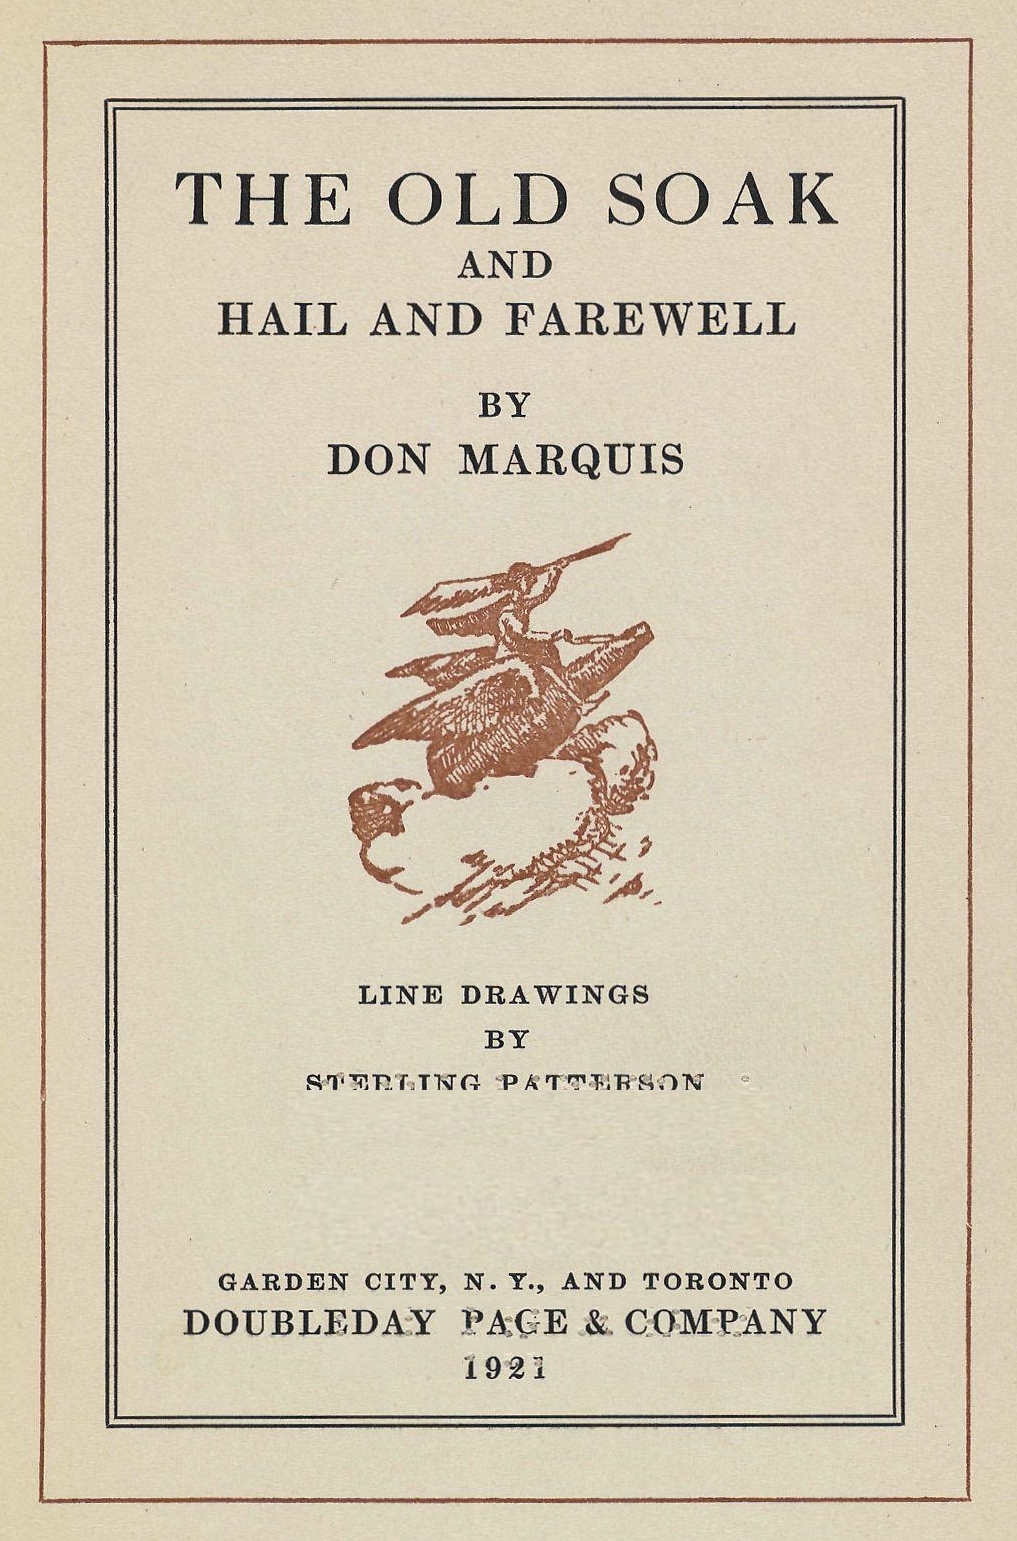 THE OLD SOAK
AND
HAIL AND FAREWELL
BY
DON MARQUIS
LINE DRAWINGS
BY
STERLING PATTERSON
GARDEN CITY, N. Y., AND TORONTO
DOUBLEDAY PAGE & COMPANY
1921